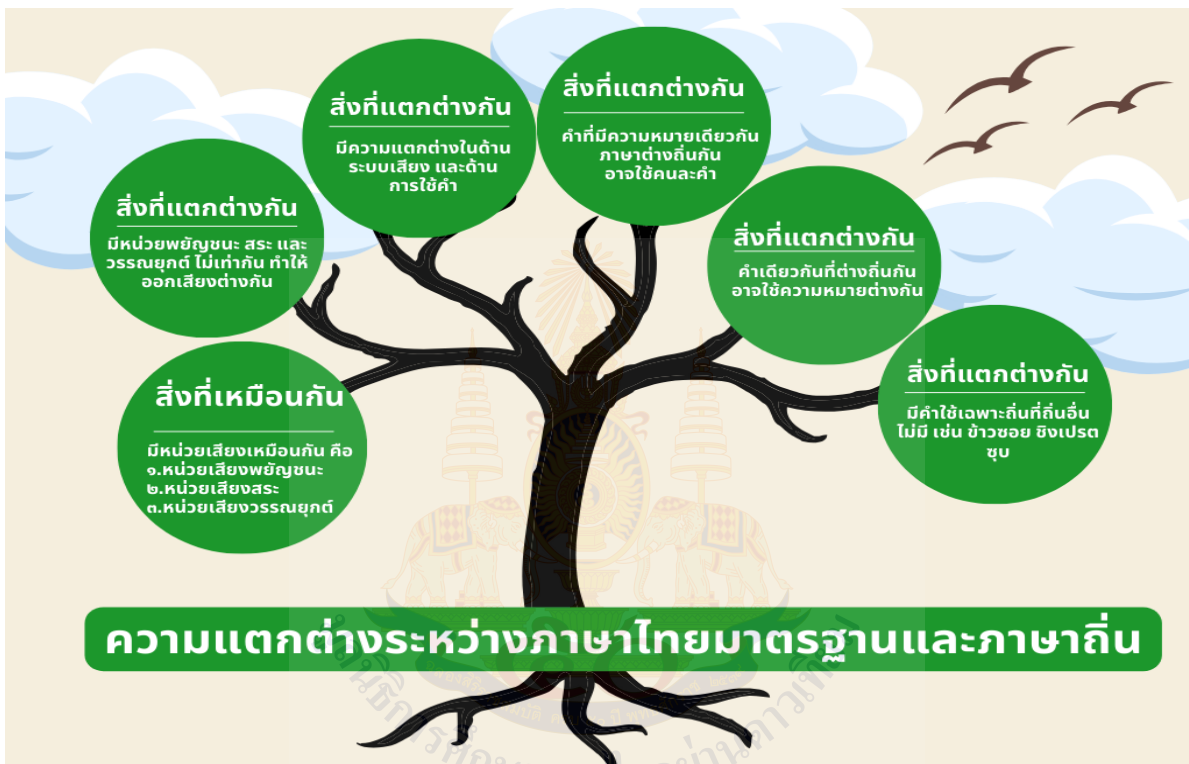 สิ่งที่แตกต่างกัน
คำที่มีความหมายเดียวกัน
ภาษาต่างถิ่นกัน
อาจใช้คนละคำ
สิ่งที่แตกต่างกัน
มีความแตกต่างในด้าน
ระบบเสียง และด้าน
การใช้คำ
สิ่งที่แตกต่างกัน
มีหน่วยพยัญชนะ สระ และ
วรรณยุกต์ ไม่เท่ากัน ทำให้
ออกเสียงต่างกัน
สิ่งที่แตกต่างกัน
คำเดียวกันที่ต่างถิ่นกัน
อาจใช้ความหมายต่างกัน
สิ่งที่เหมือนกัน
มีหน่วยเสียงเหมือนกัน คือ
๑.หน่วยเสียงพยัญชนะ
๒.หน่วยเสียงสระ
๓.หน่วยเสียงวรรณยุกต์
สิ่งที่แตกต่างกัน
มีคำใช้เฉพาะถิ่นที่ถิ่นอื่น
ไม่มี เช่น ข้าวซอย ชิงเปรต
ซุบ
ความแตกต่างระหว่างภาษาไทยมาตรฐานและภาษาถิ่น